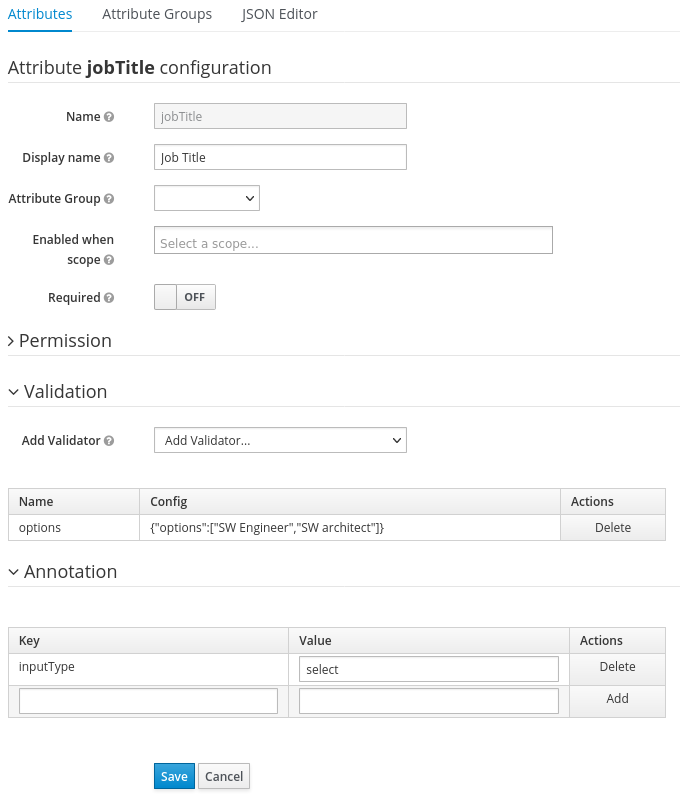 Attributes Attribute Groups JSON Editor
Attribute jobTitle configuration
Name jobTitle
Display name Job Title
Attribute Group
Enabled when
scope Select a scope...
Required OFF
Permission
Validation
Add Validator Add Validator...
Name Config Actions
options {"options":["SW Engineer","SW architect"]} Delete
Annotation
Key Value Actions
inputType select Delete
Add
Save Cancel